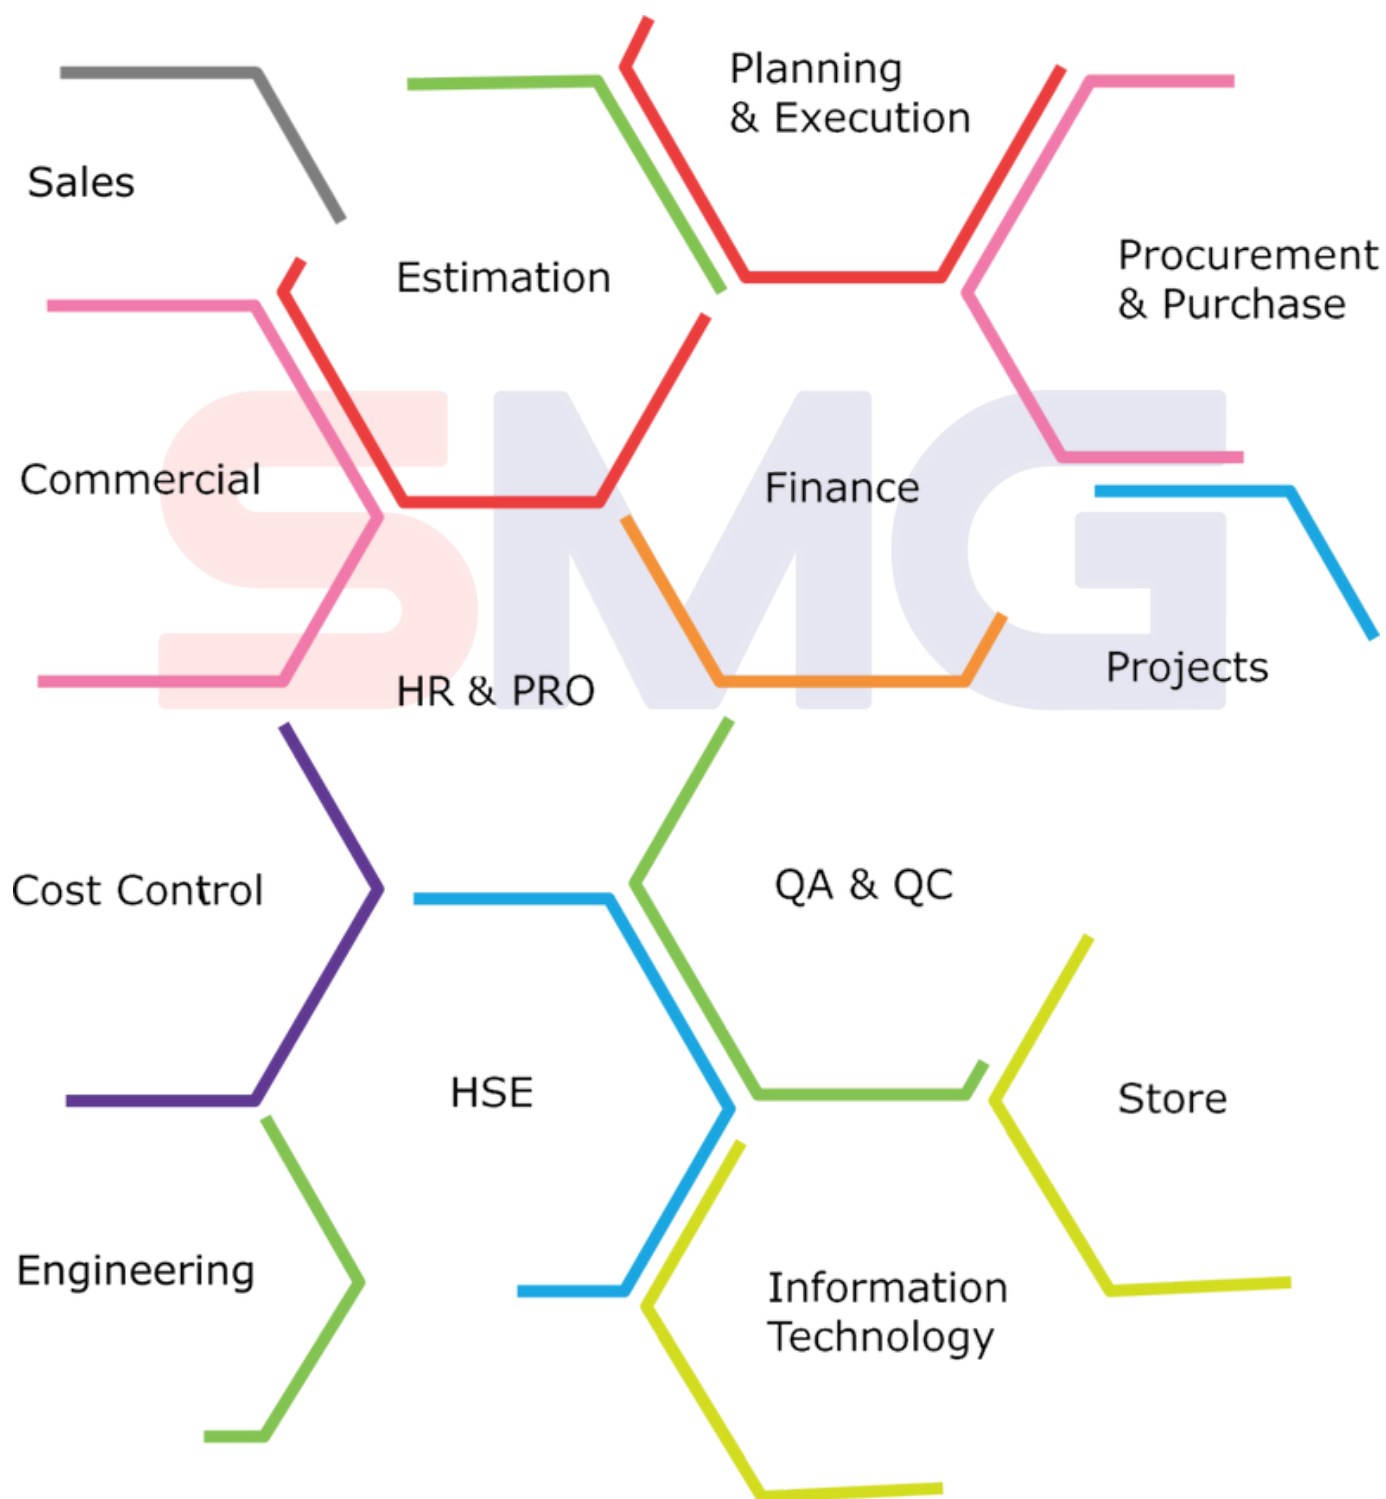 Planning
& Execution
Sales
Procurement
& Purchase
Estimation
Commercial
Finance
SMG
Projects
HR & PRO
Cost Control
QA & QC
HSE
Store
Engineering
Information
Technology